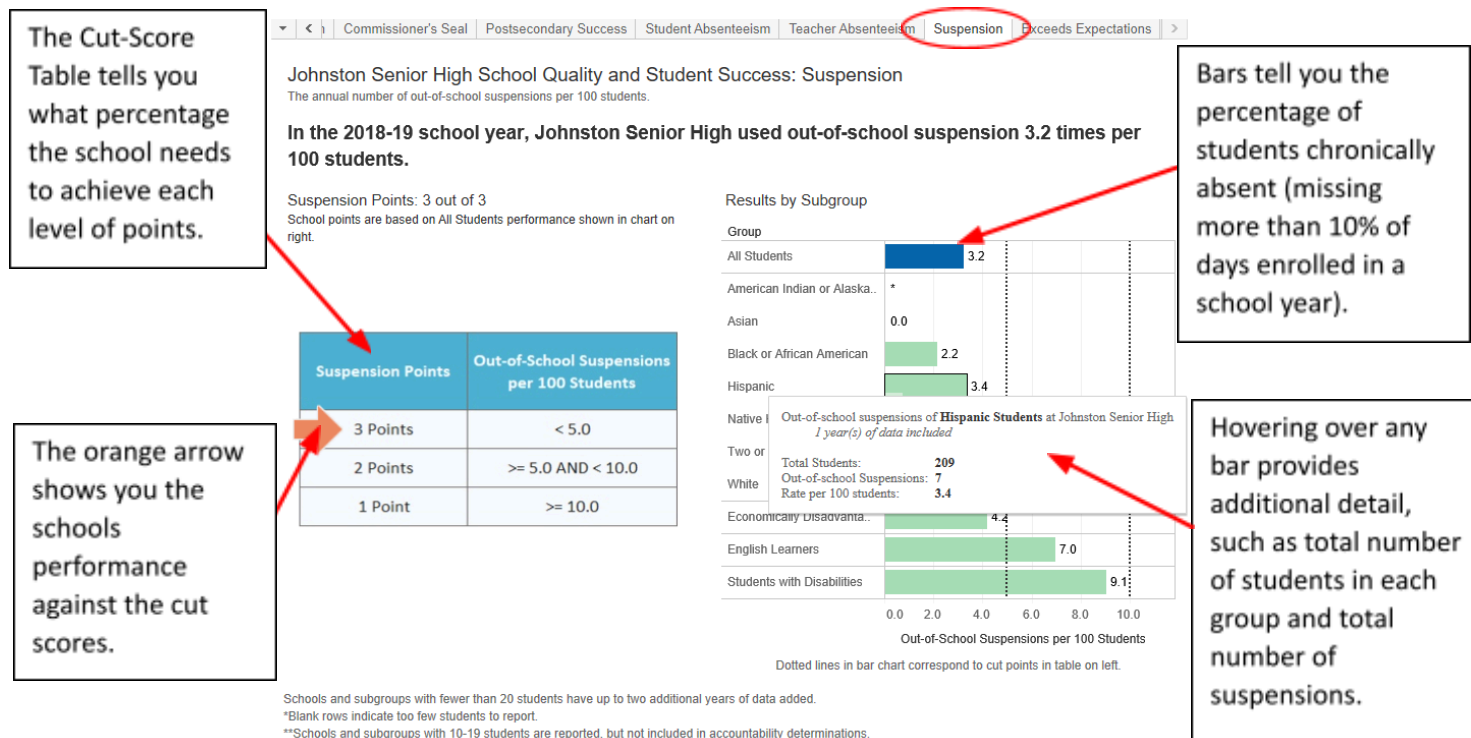 The Cut-Score
Table tells you
what percentage
the school needs
to achieve each
level of points.
Commissioner's Seal
Postsecondary Success
Student Absenteeism
Teacher Absenteeism
Suspension
Exceeds Expectations
Johnston Senior High School Quality and Student Success: Suspension
The annual number of out-of-school suspensions per 100 students.
In the 2018-19 school year, Johnston Senior High used out-of-school suspension 3.2 times per
100 students.
Suspension Points: 3 out of 3
School points are based on All Students performance shown in chart on
right.
Suspension Points
Out-of-School Suspensions
per 100 Students
3 Points
< 5.0
2 Points
>= 5.0 AND < 10.0
1 Point
>= 10.0
The orange arrow
shows you the
schools
performance
against the cut
scores.
Results by Subgroup
Group
All Students
3.2
American Indian or Alaska..
*
Asian
0.0
Black or African American
2.2
Hispanic
3.4
Native
Two or
White
Out-of-school suspensions of Hispanic Students at Johnston Senior High
1 year(s) of data included
Total Students: 209
Out-of-school Suspensions: 7
Rate per 100 students: 3.4
Economically Disadvanta..
4.2
English Learners
7.0
Students with Disabilities
9.1
0.0 2.0 4.0 6.0 8.0 10.0
Out-of-School Suspensions per 100 Students
Dotted lines in bar chart correspond to cut points in table on left.
Bars tell you the
percentage of
students chronically
absent (missing
more than 10% of
days enrolled in a
school year).
Hovering over any
bar provides
additional detail,
such as total number
of students in each
group and total
number of
suspensions.
Schools and subgroups with fewer than 20 students have up to two additional years of data added.
*Blank rows indicate too few students to report.
**Schools and subgroups with 10-19 students are reported, but not included in accountability determinations.